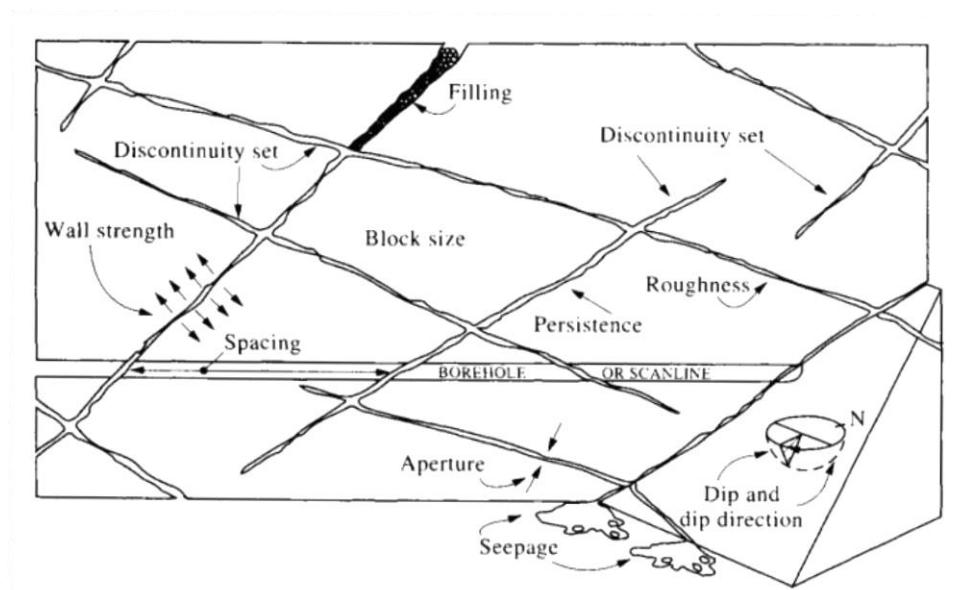 Filling
Discontinuity set
Discontinuity set
Wall strength
Block size
Roughness
Persistence
Spacing
BOREHOLE OR SCANLINE
N
Aperture
Dip and
dip direction
Seepage